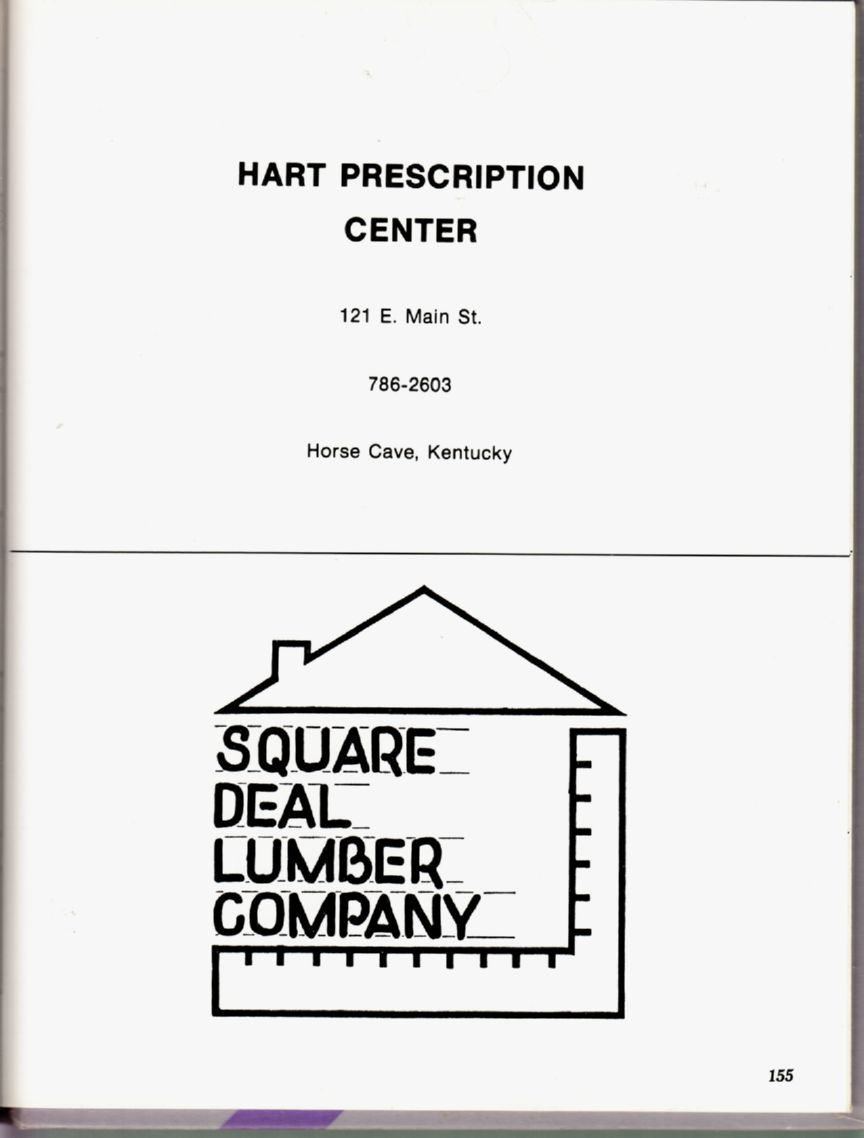 HART PRESCRIPTION
CENTER
121 E. Main St.
786-2603
Horse Cave, Kentucky
SQUARE
DEAL
LUMBER
COMPANY
155